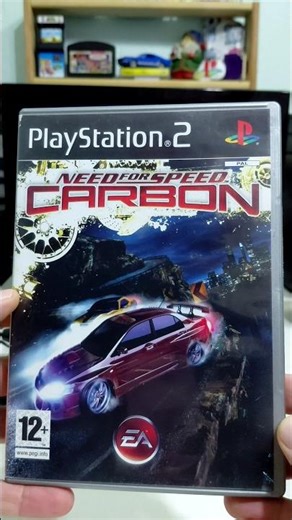 PlayStation®2
PAL
NEED FOR SPEED
CARBON
12+
www.pegi.info
EA